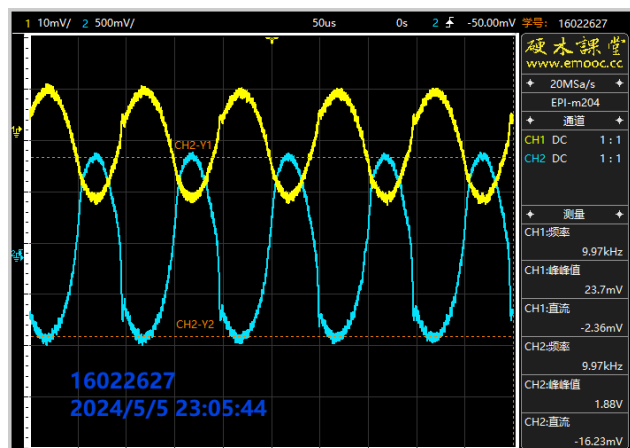 1 10mV/ 2 500mV/ 50us 0s 2 -50.00mV 学号: 16022627
硬木課堂
www.emooc.cc
20MSa/s
EPI-m204
通道
CH1 DC 1 : 1
CH2 DC 1 : 1
测量
CH1:频率
9.97kHz
CH1:峰峰值
23.7mV
CH1:直流
-2.36mV
CH2:频率
9.97kHz
CH2:峰峰值
1.88V
CH2:直流
-16.23mV
CH2-Y1
CH2-Y2
16022627
2024/5/5 23:05:44